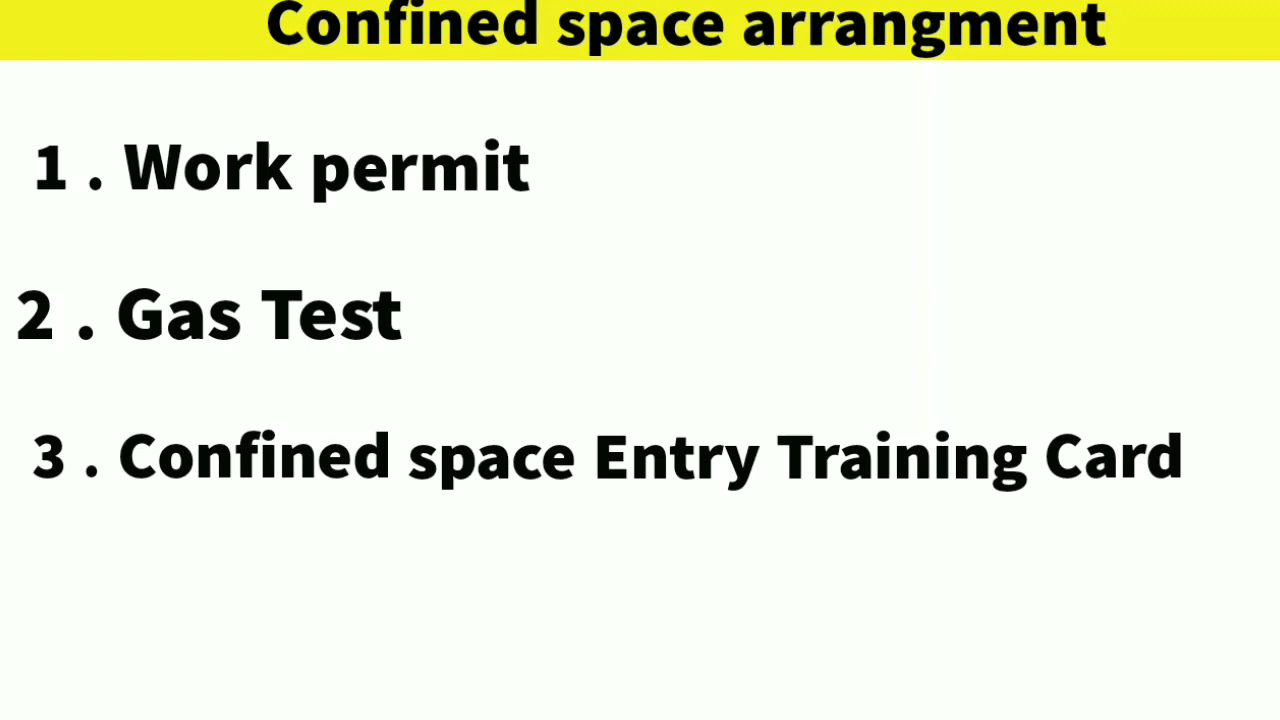 Confined space arrangment
1 . Work permit
2 . Gas Test
3 . Confined space Entry Training Card